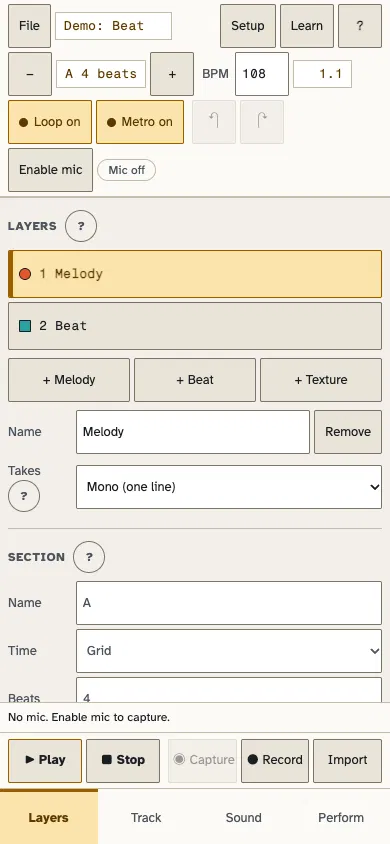 File Demo: Beat Setup Learn ?
− A 4 beats + BPM 108 1.1
Loop on Metro on
Enable mic Mic off
LAYERS ?
1 Melody
2 Beat
+ Melody + Beat + Texture
Name Melody Remove
Takes ? Mono (one line)
SECTION ?
Name A
Time Grid
Beats 4
No mic. Enable mic to capture.
Play Stop Capture Record Import
Layers Track Sound Perform